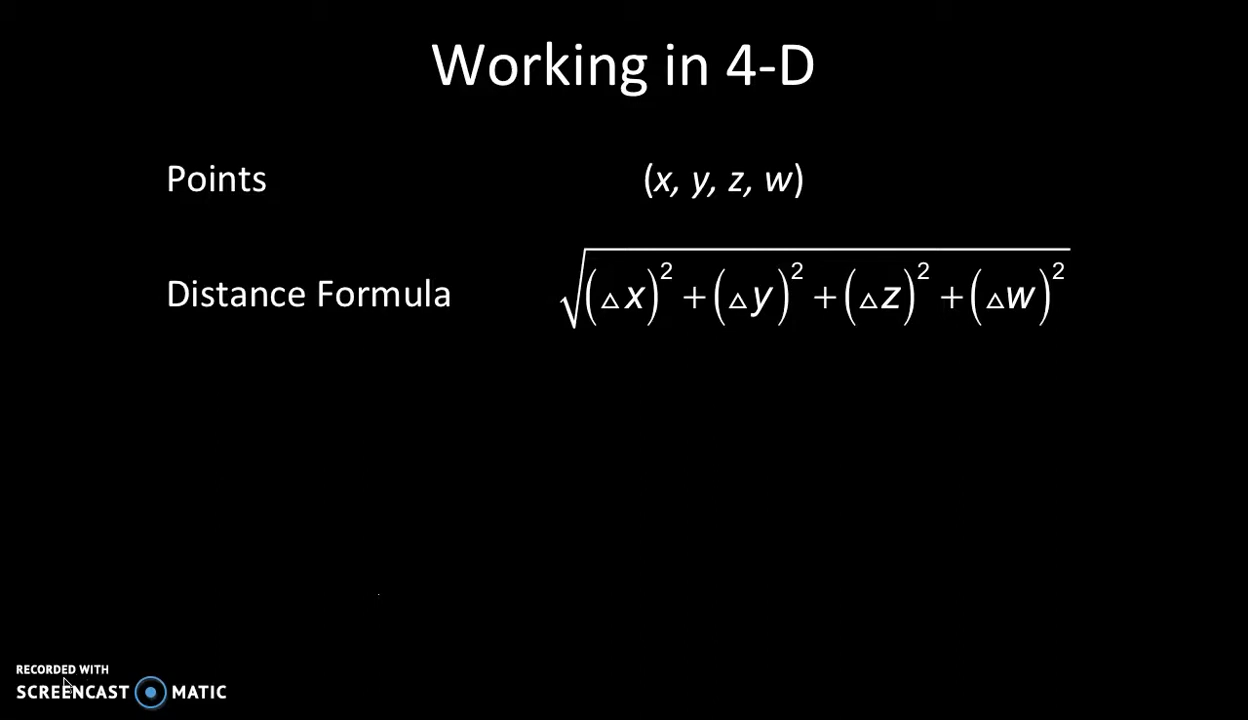 Working in 4-D
Points (x, y, z, w)
Distance Formula √(△x)² + (△y)² + (△z)² + (△w)²
RECORDED WITH
SCREENCAST MATIC